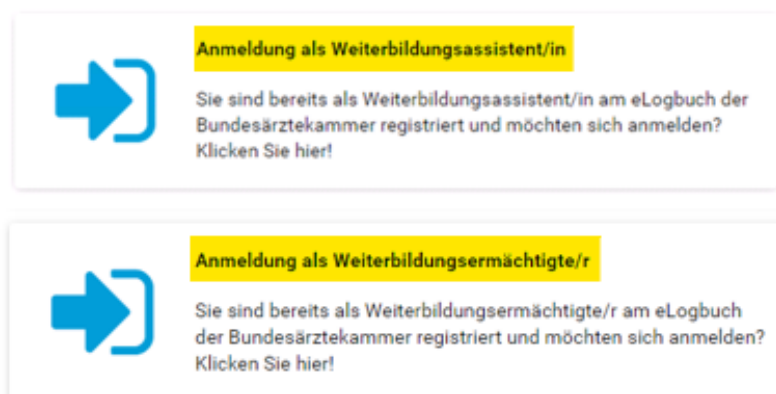 Anmeldung als Weiterbildungsassistent/in
Sie sind bereits als Weiterbildungsassistent/in am eLogbuch der
Bundesärztekammer registriert und möchten sich anmelden?
Klicken Sie hier!
Anmeldung als Weiterbildungsermächtigte/r
Sie sind bereits als Weiterbildungsermächtigte/r am eLogbuch
der Bundesärztekammer registriert und möchten sich anmelden?
Klicken Sie hier!